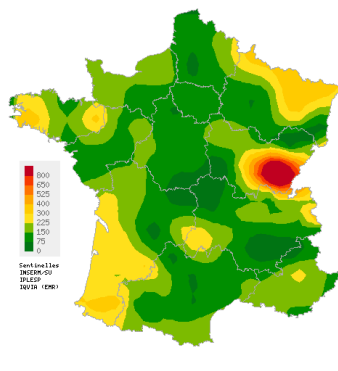 800
650
525
400
300
225
150
75
0
Sentinelles
INSERM/SU
IPLESP
IQVIA (EMR)